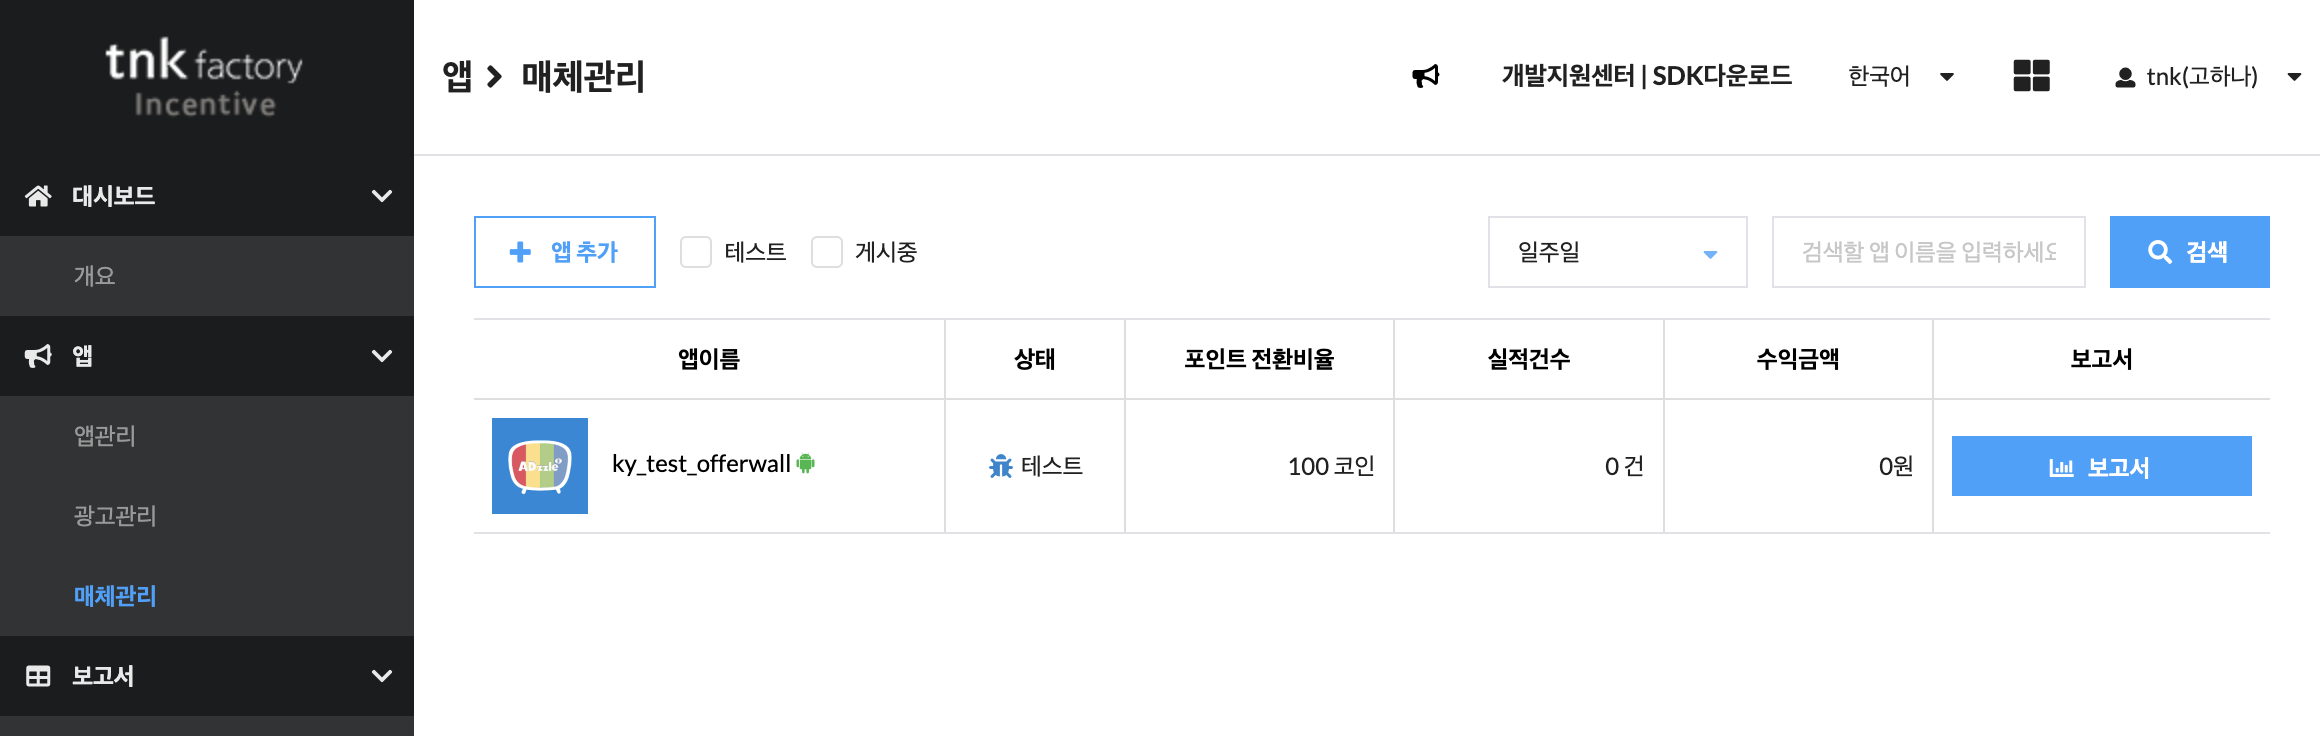 tnk factory
Incentive
대시보드
개요
앱
앱관리
광고관리
매체관리
보고서
앱 > 매체관리
개발지원센터 | SDK다운로드
한국어
tnk(고하나)
+ 앱 추가
테스트
게시중
일주일
검색할 앱 이름을 입력하세요
검색
앱이름 상태 포인트 전환비율 실적건수 수익금액 보고서
ADzzle
ky_test_offerwall 테스트 100 코인 0 건 0원 보고서